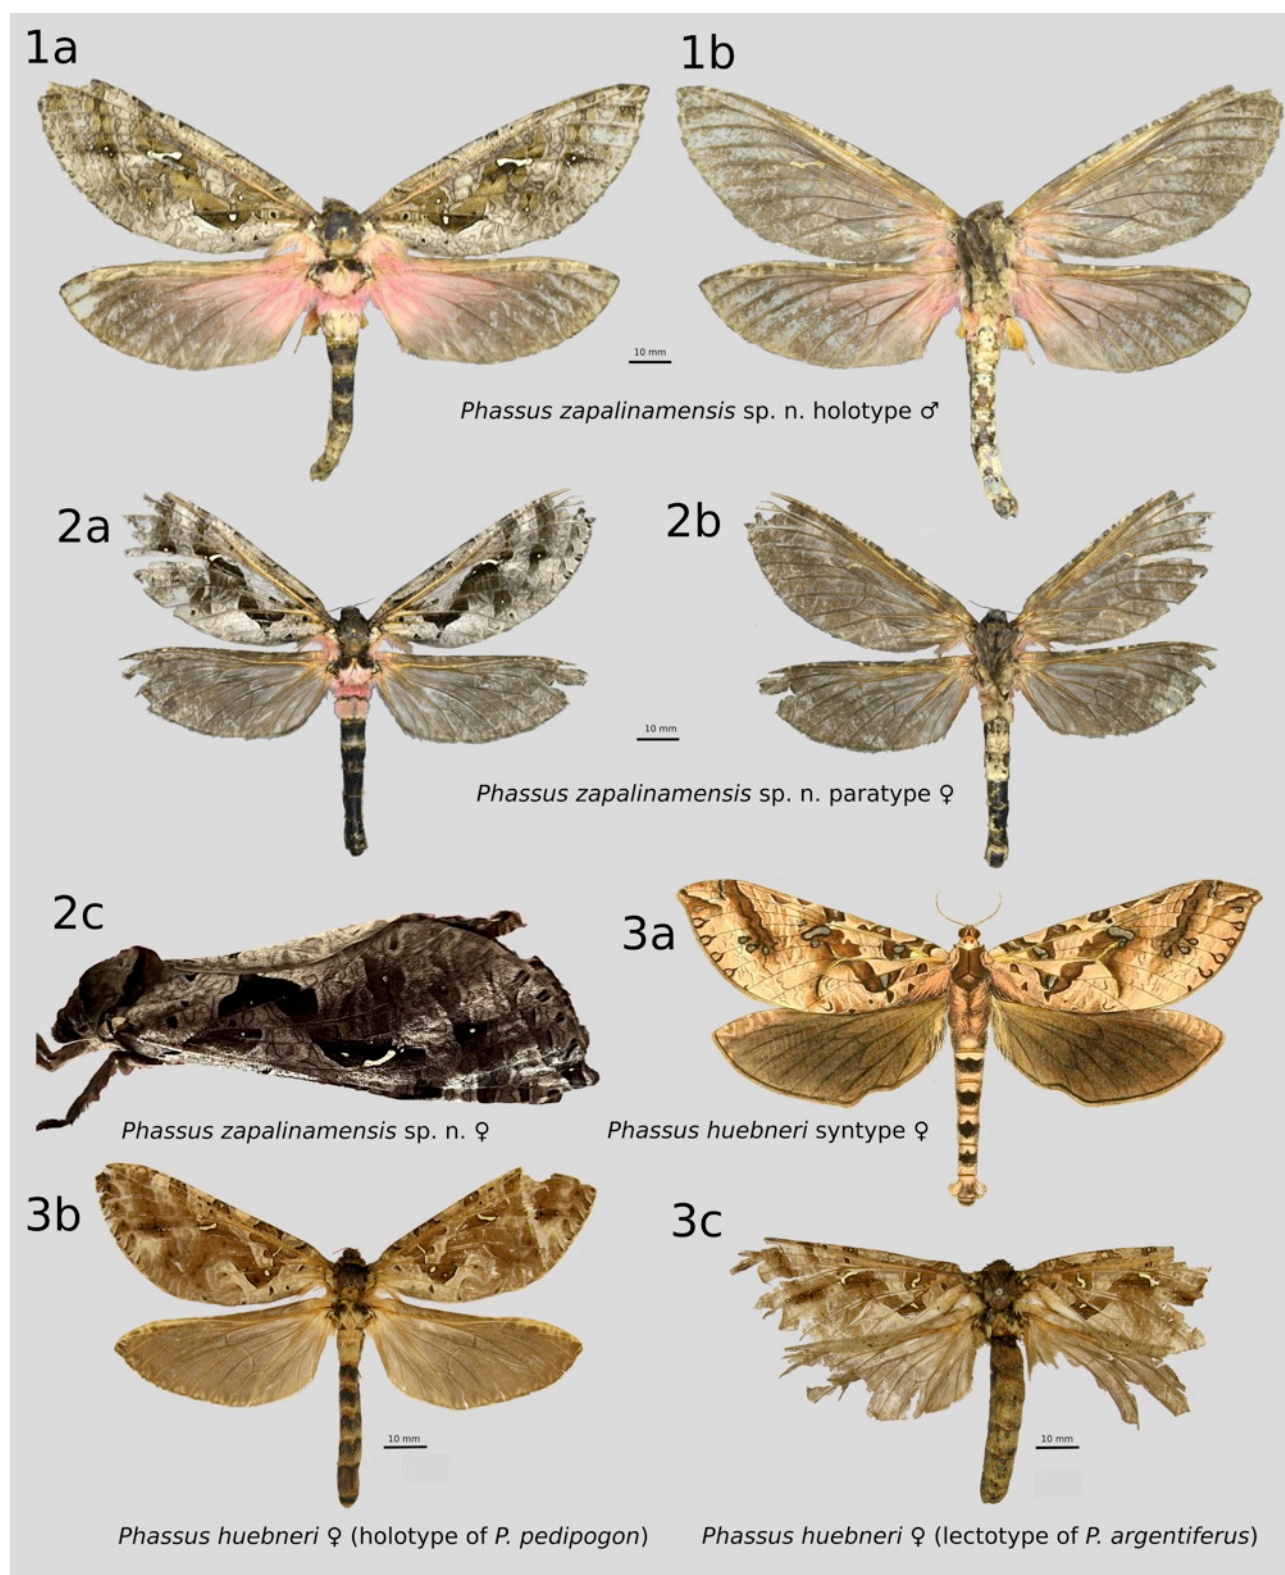 1a
1b
10 mm
Phassus zapalinamensis sp. n. holotype ♂
2a
2b
10 mm
Phassus zapalinamensis sp. n. paratype ♀
2c
3a
Phassus zapalinamensis sp. n. ♀
Phassus huebneri syntype ♀
3b
3c
10 mm
10 mm
Phassus huebneri ♀ (holotype of P. pedipogon)
Phassus huebneri ♀ (lectotype of P. argentiferus)